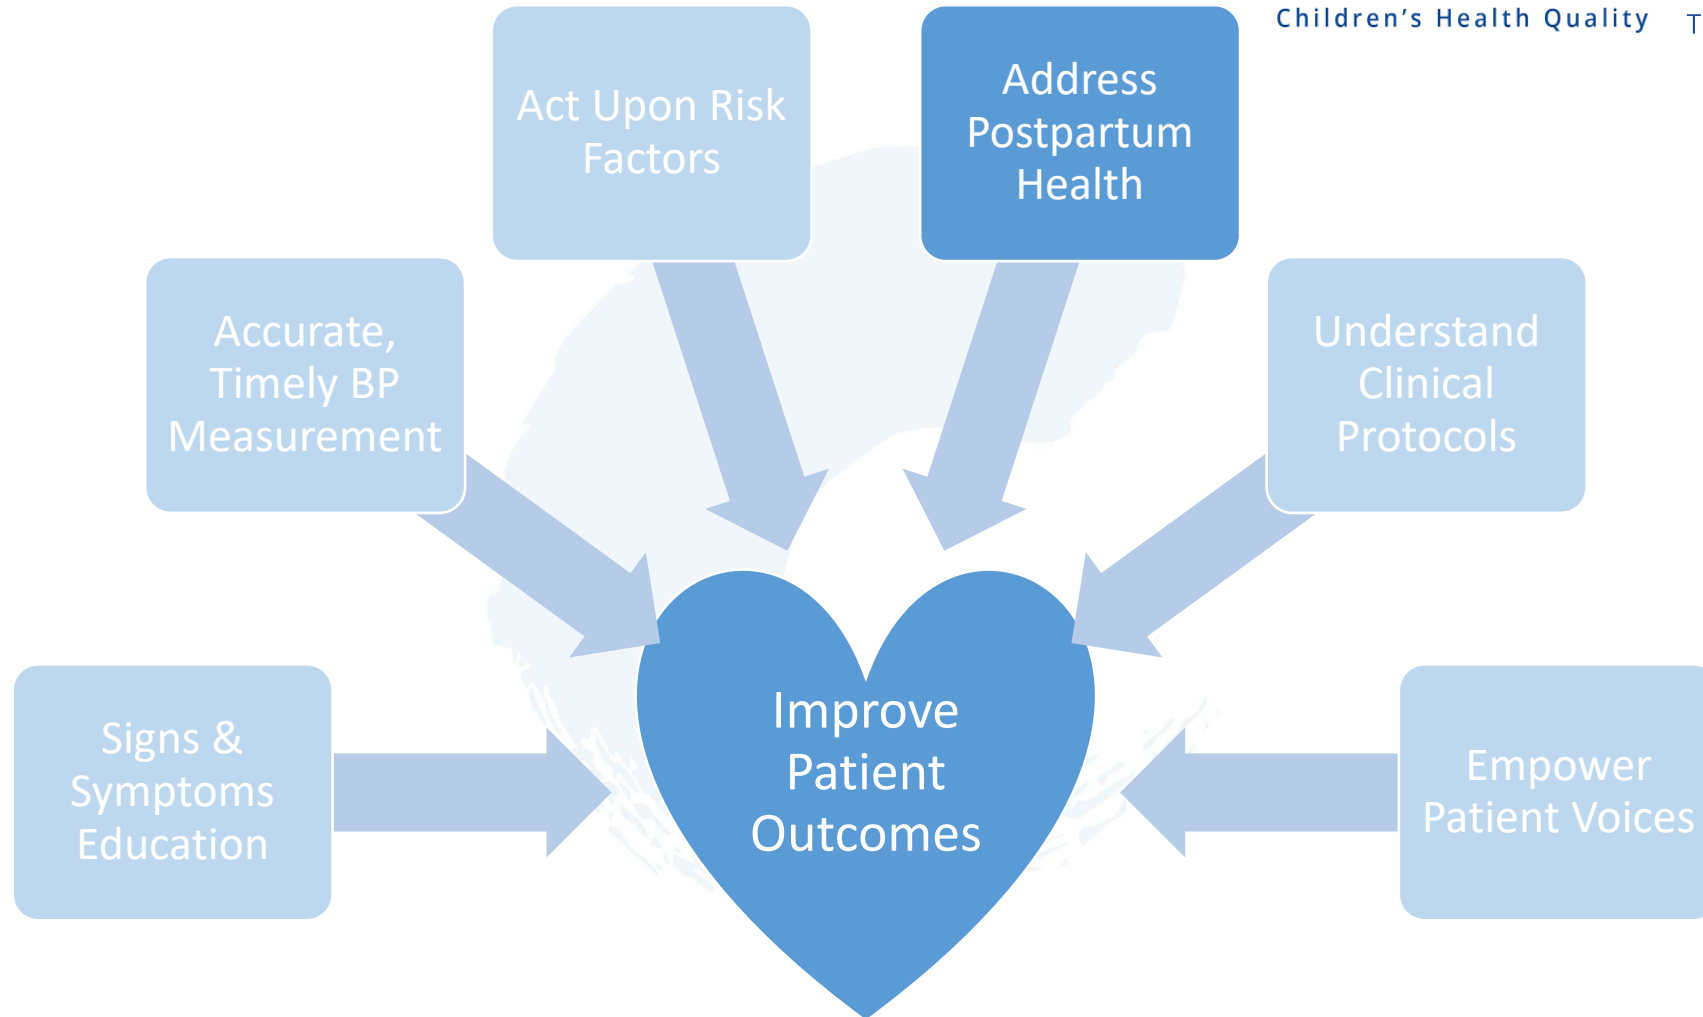 Children's Health Quality T
Act Upon Risk
Factors
Address
Postpartum
Health
Accurate,
Timely BP
Measurement
Understand
Clinical
Protocols
Signs &
Symptoms
Education
Improve
Patient
Outcomes
Empower
Patient Voices